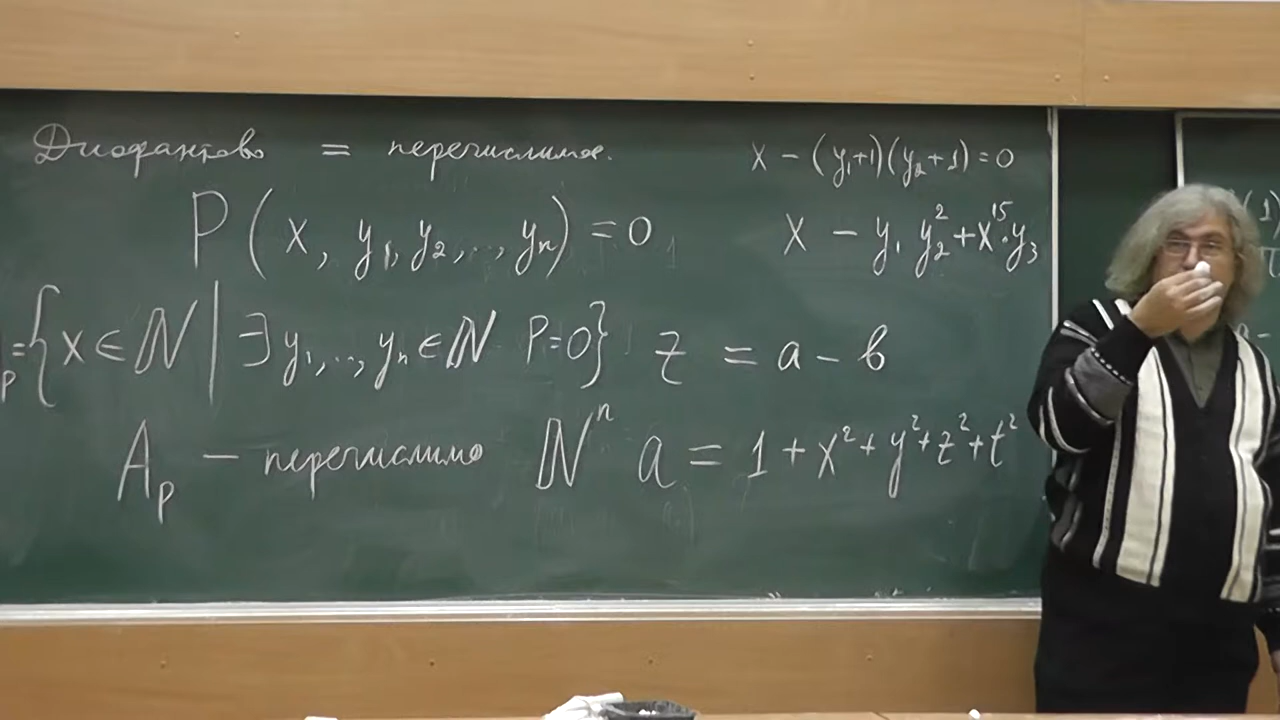 Диофантово = перечислимое.
x - (y₁+1)(y₂+1) = 0
P(x, y₁, y₂, ..., yₙ) = 0
x - y₁ y₂² + x¹⁵·y₃
= {x ∈ ℕ | ∃ y₁, .., yₙ ∈ ℕ P=0}
z = a - b
A_P — перечислимо
ℕⁿ
a = 1 + x² + y² + z² + t²